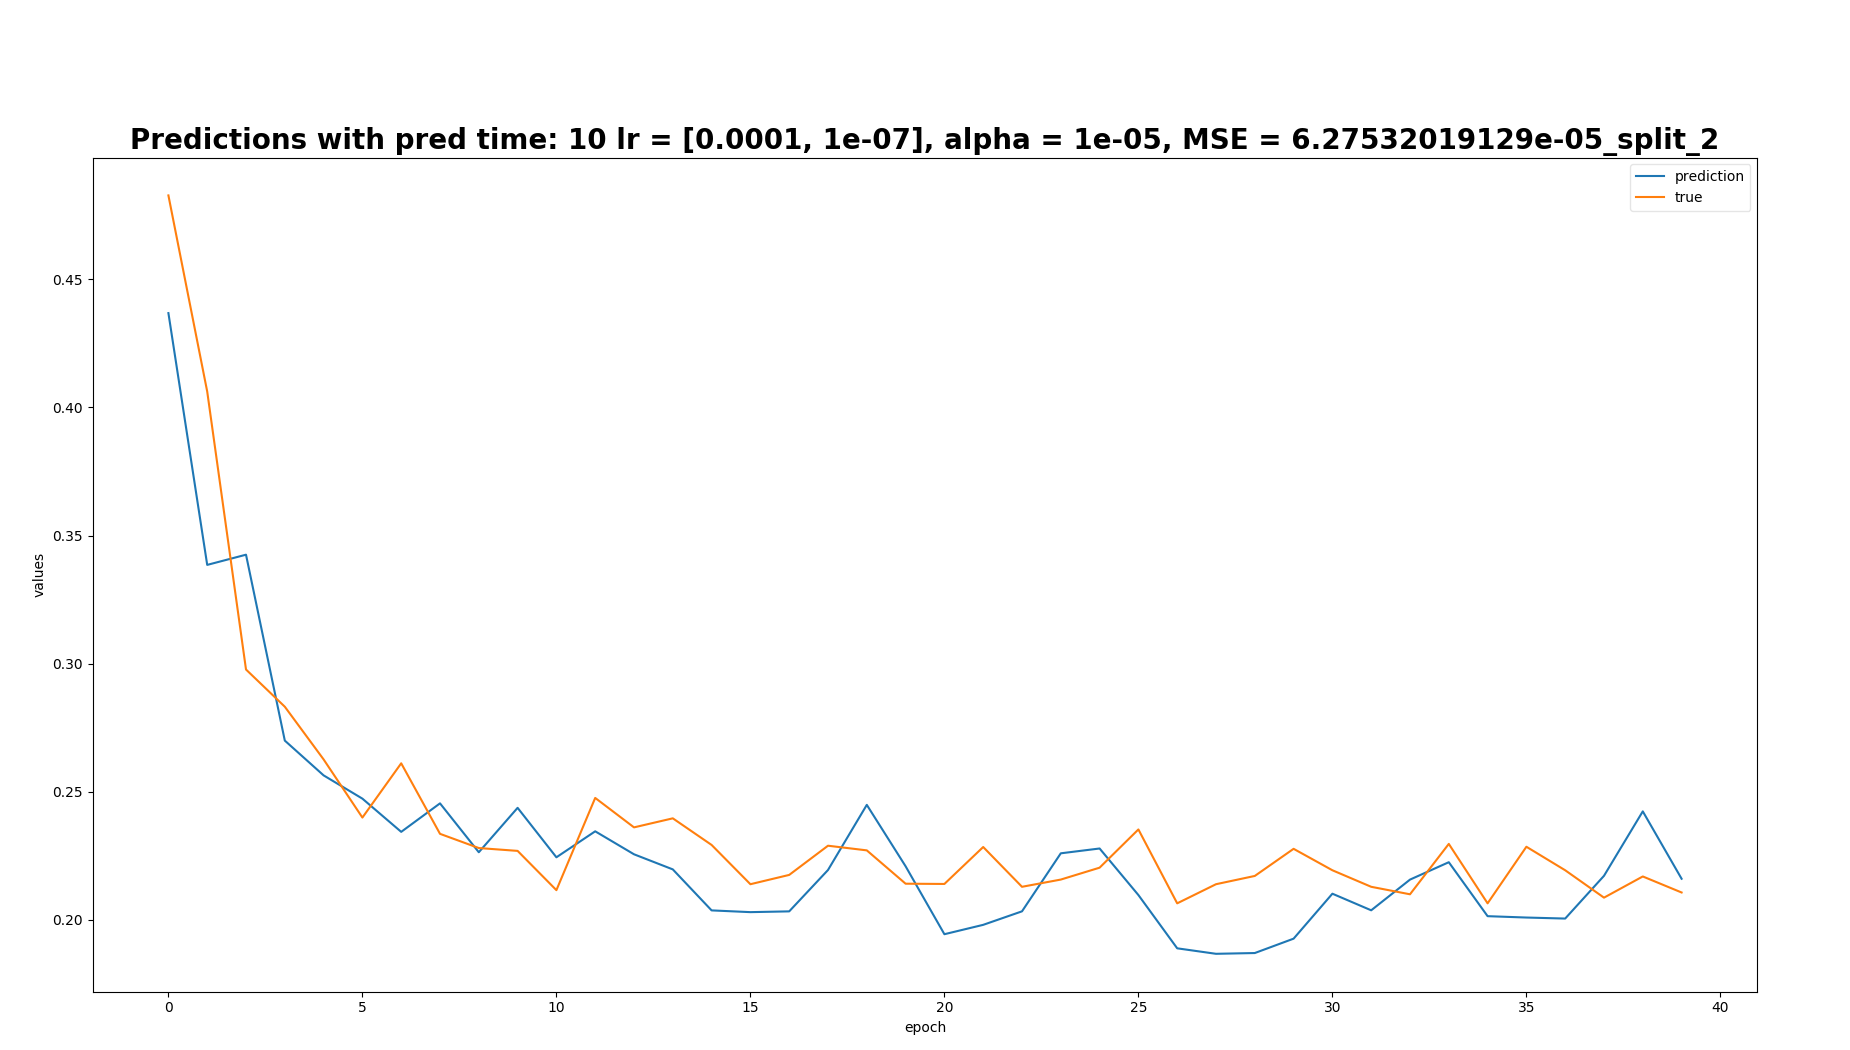 Predictions with pred time: 10 lr = [0.0001, 1e-07], alpha = 1e-05, MSE = 6.27532019129e-05_split_2
prediction
true
values
0.45
0.40
0.35
0.30
0.25
0.20
0 5 10 15 20 25 30 35 40
epoch